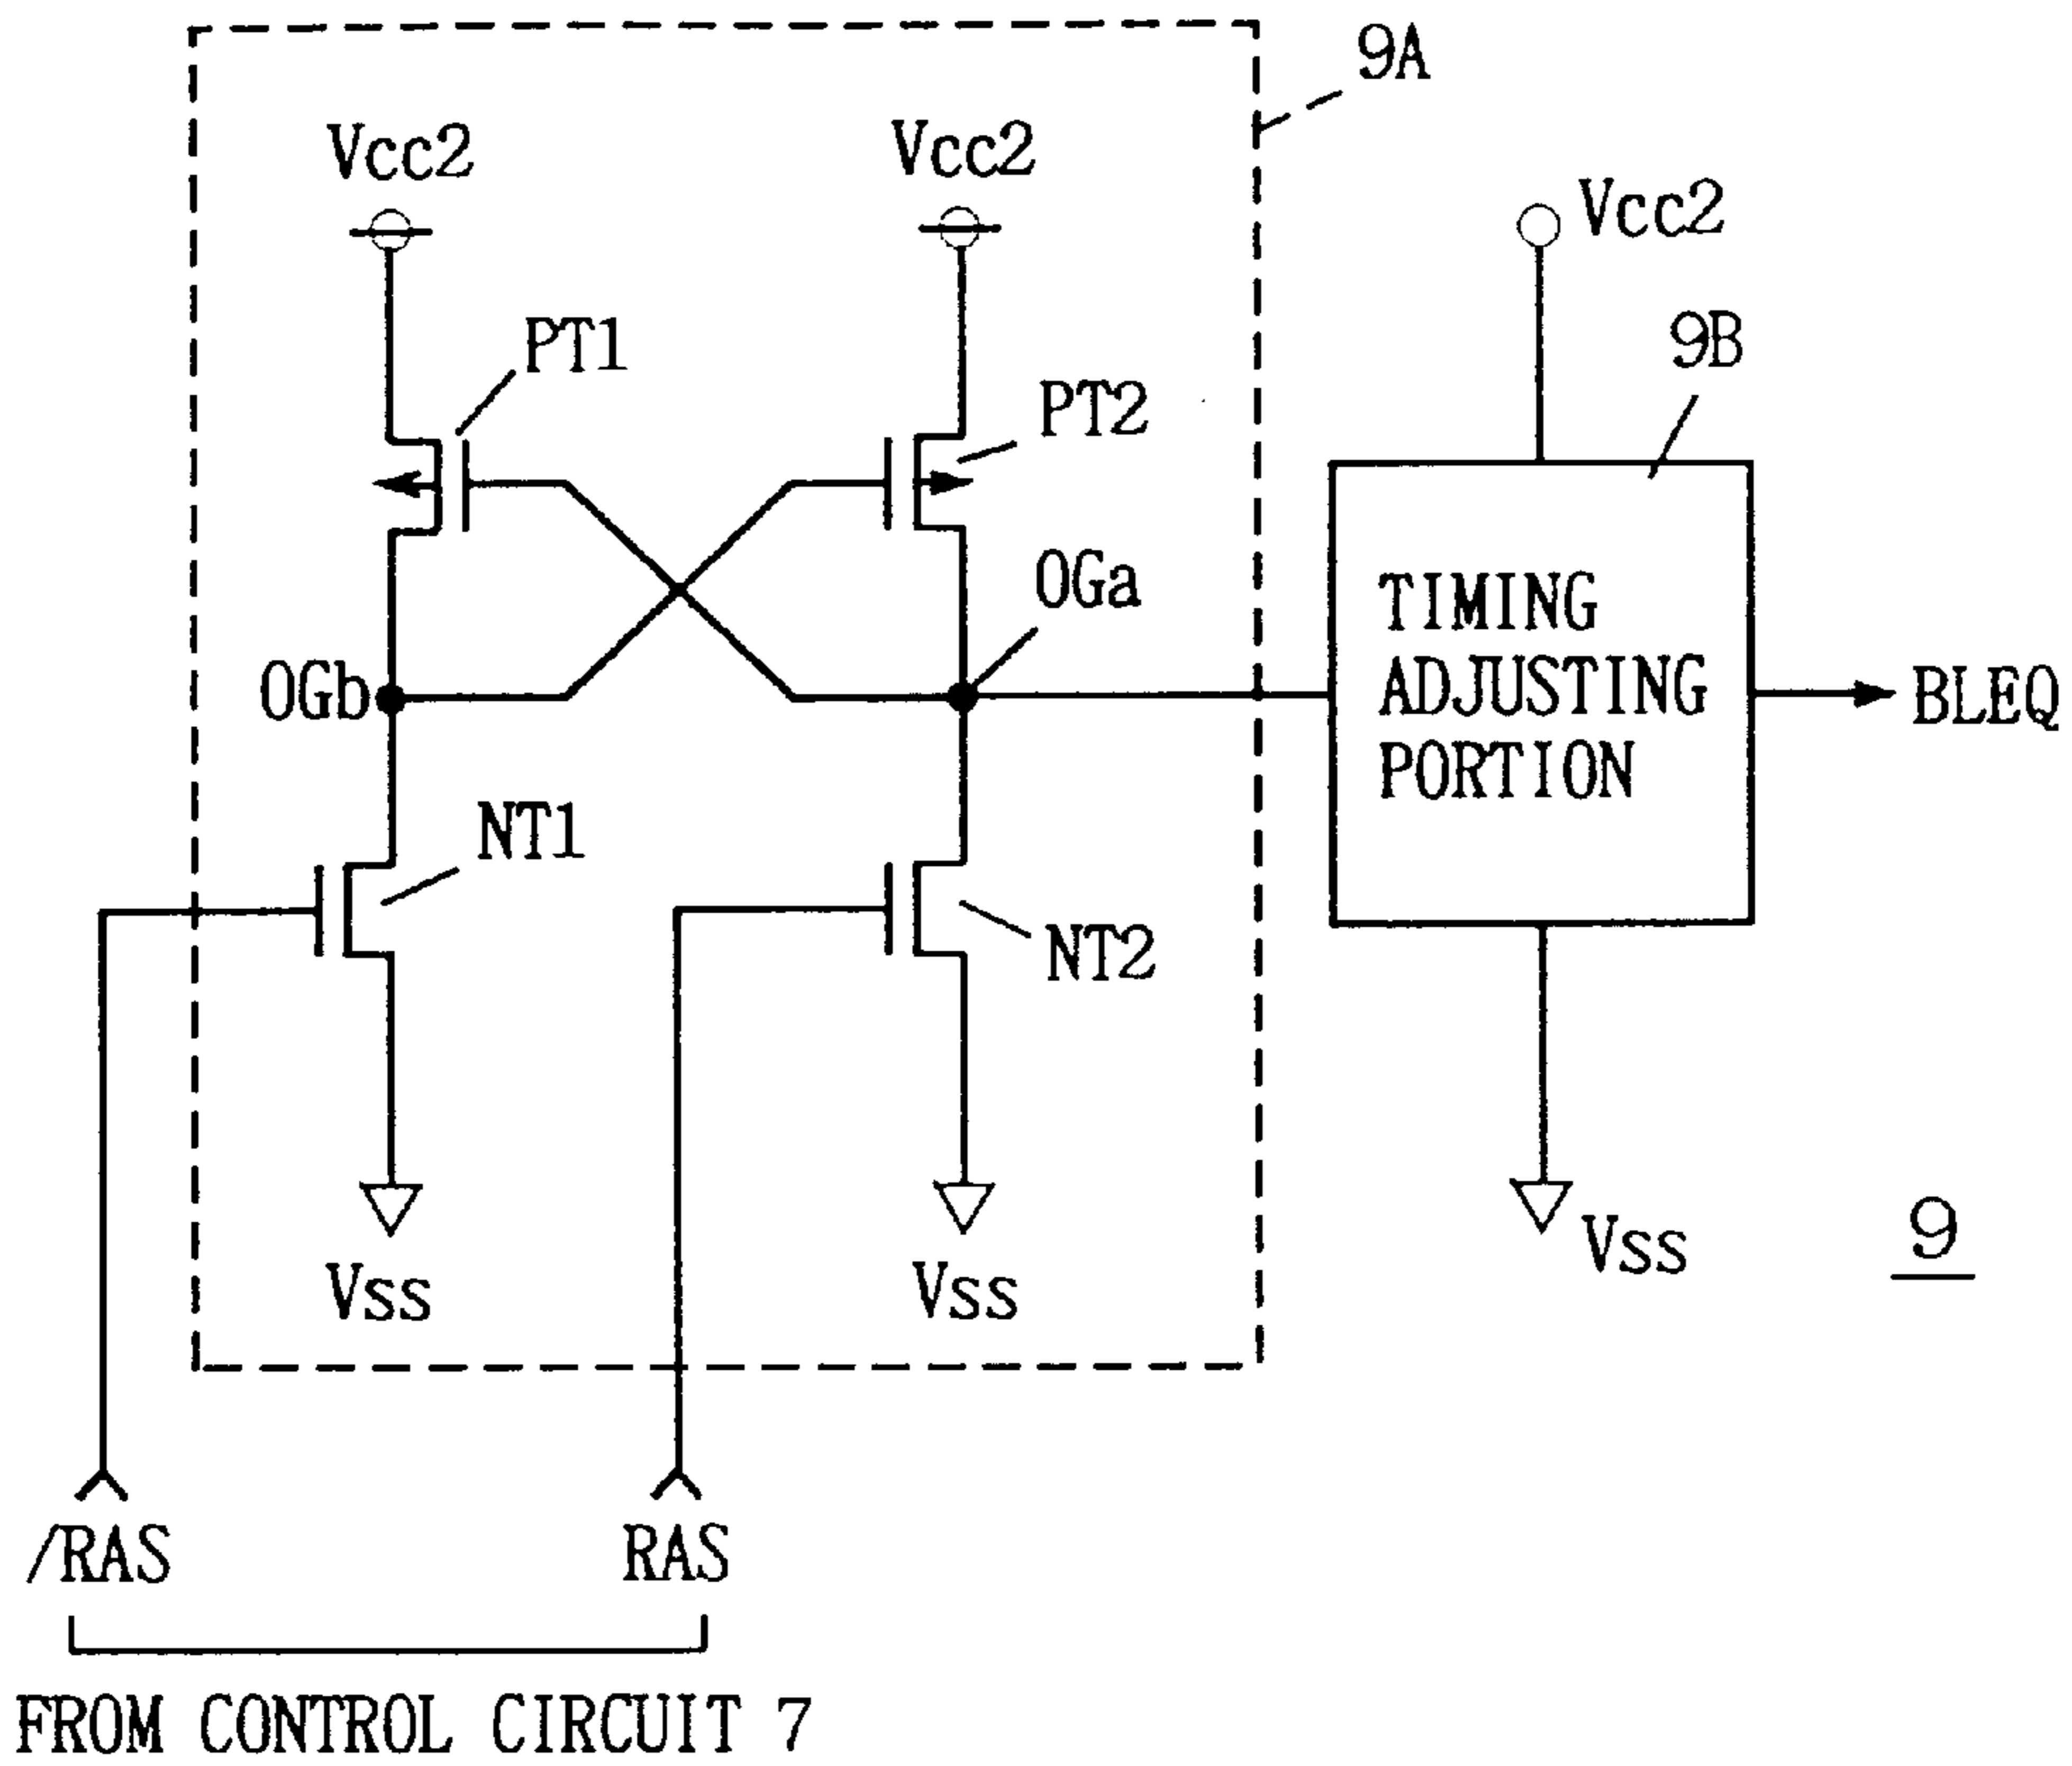 9A
Vcc2
Vcc2
Vcc2
PT1
9B
PT2
OGa
TIMING
ADJUSTING
PORTION
OGb
BLEQ
NT1
NT2
Vss
Vss
Vss
9
/RAS
RAS
FROM CONTROL CIRCUIT 7